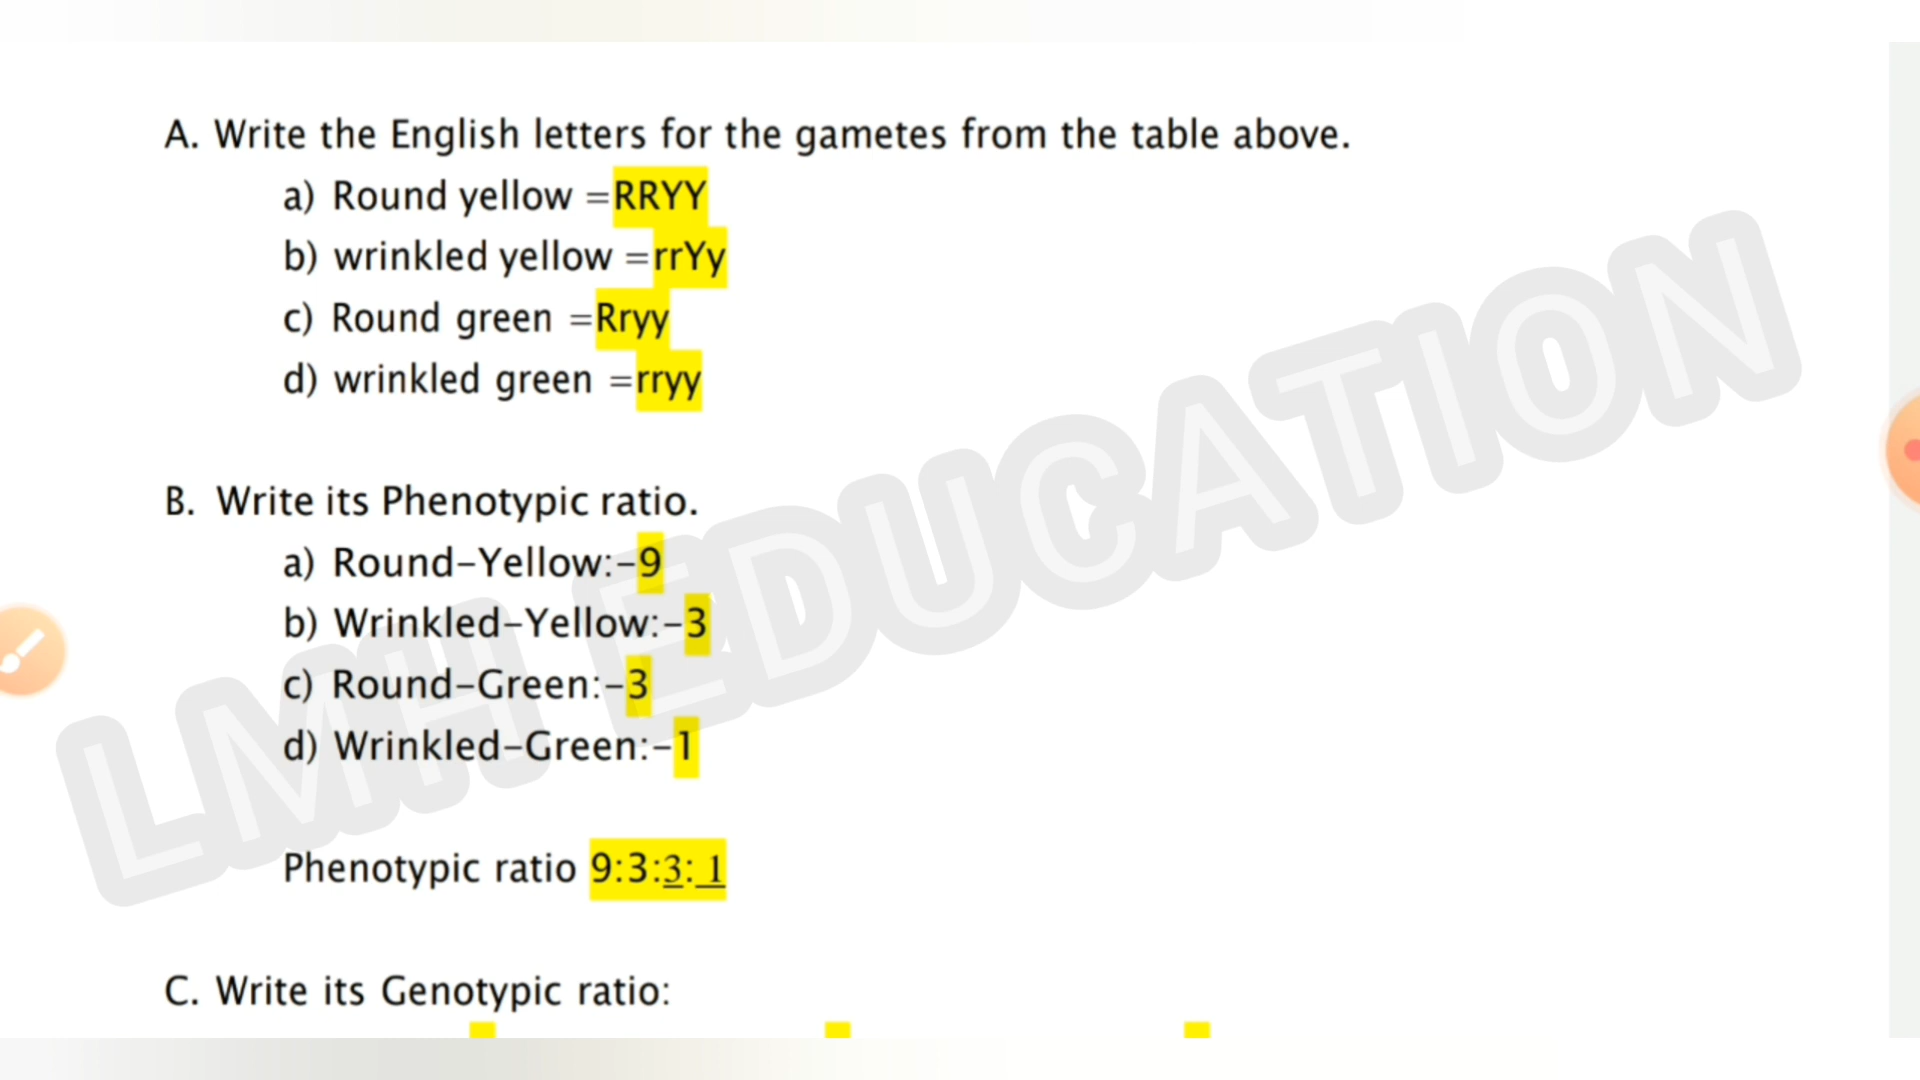 A. Write the English letters for the gametes from the table above.
a) Round yellow =RRYY
b) wrinkled yellow =rrYy
c) Round green =Rryy
d) wrinkled green =rryy
B. Write its Phenotypic ratio.
a) Round-Yellow:-9
b) Wrinkled-Yellow:-3
c) Round-Green:-3
d) Wrinkled-Green:-1
Phenotypic ratio 9:3:3: 1
C. Write its Genotypic ratio:
LMH EDUCATION